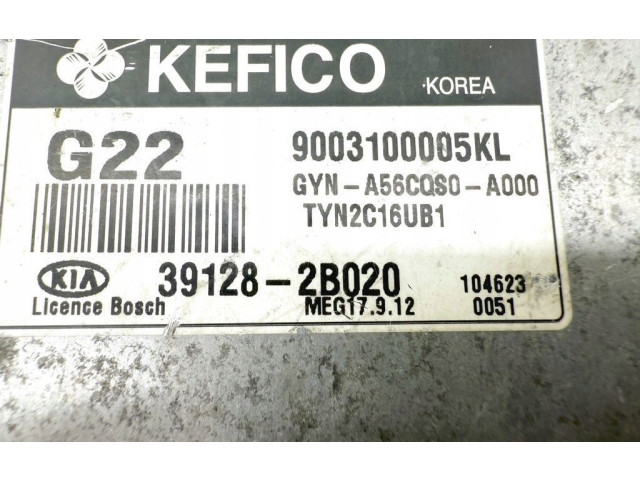 KEFICO
KOREA
G22
9003100005KL
GYN-A56CQS0-A000
TYN2C16UB1
KIA
39128-2B020
104623
Licence Bosch
MEG17.9.12
0051